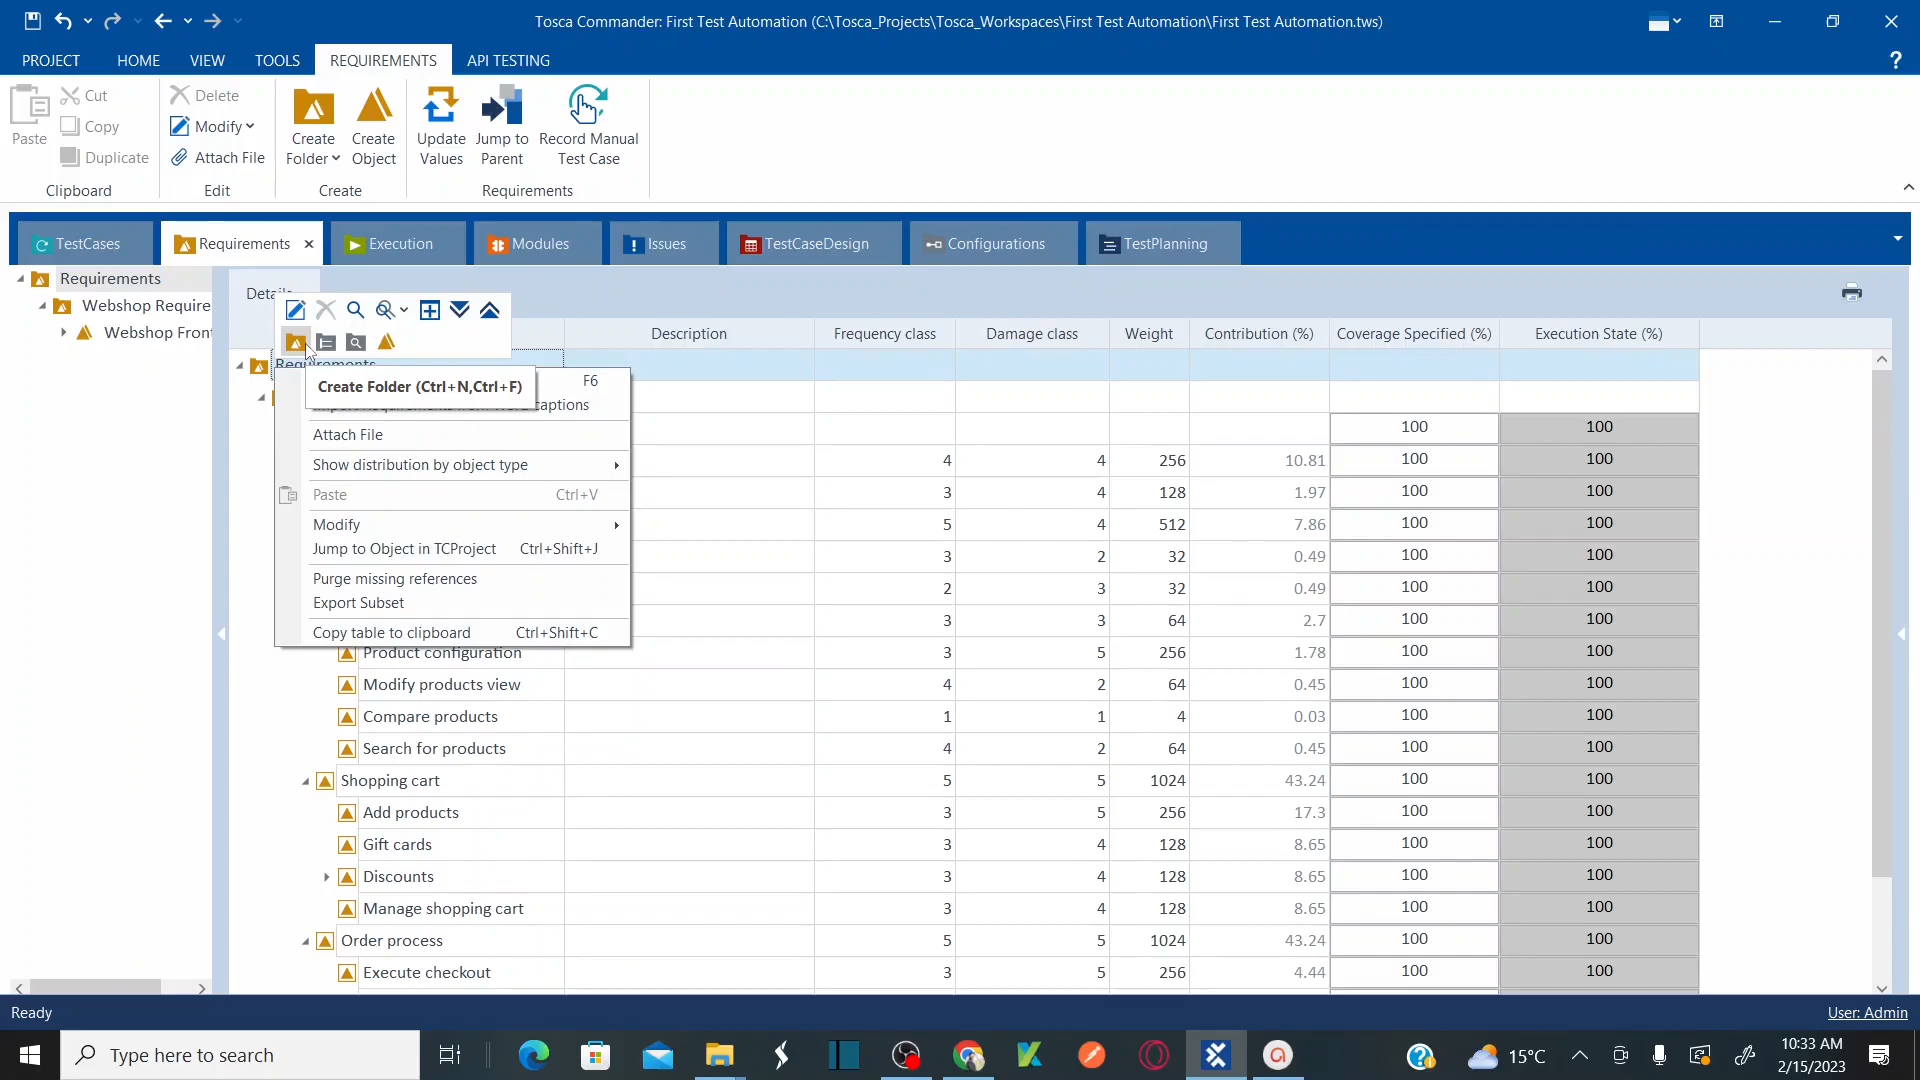 Tosca Commander: First Test Automation (C:\Tosca_Projects\Tosca_Workspaces\First Test Automation\First Test Automation.tws)
PROJECT HOME VIEW TOOLS REQUIREMENTS API TESTING ?
Paste
Cut
Copy
Duplicate
Clipboard
Delete
Modify
Attach File
Edit
Create Folder
Create Object
Create
Update Values
Jump to Parent
Record Manual Test Case
Requirements
TestCases Requirements × Execution Modules Issues TestCaseDesign Configurations TestPlanning
Requirements
Webshop Require
Webshop Front
Details
Description Frequency class Damage class Weight Contribution (%) Coverage Specified (%) Execution State (%)
Requirements
Create Folder (Ctrl+N,Ctrl+F)
F6
captions
Attach File
Show distribution by object type
Paste Ctrl+V
Modify
Jump to Object in TCProject Ctrl+Shift+J
Purge missing references
Export Subset
Copy table to clipboard Ctrl+Shift+C
100 100
4 4 256 10.81 100 100
3 4 128 1.97 100 100
5 4 512 7.86 100 100
3 2 32 0.49 100 100
2 3 32 0.49 100 100
3 3 64 2.7 100 100
Product configuration 3 5 256 1.78 100 100
Modify products view 4 2 64 0.45 100 100
Compare products 1 1 4 0.03 100 100
Search for products 4 2 64 0.45 100 100
Shopping cart 5 5 1024 43.24 100 100
Add products 3 5 256 17.3 100 100
Gift cards 3 4 128 8.65 100 100
Discounts 3 4 128 8.65 100 100
Manage shopping cart 3 4 128 8.65 100 100
Order process 5 5 1024 43.24 100 100
Execute checkout 3 5 256 4.44 100 100
Ready User: Admin
Type here to search 15°C 10:33 AM
2/15/2023